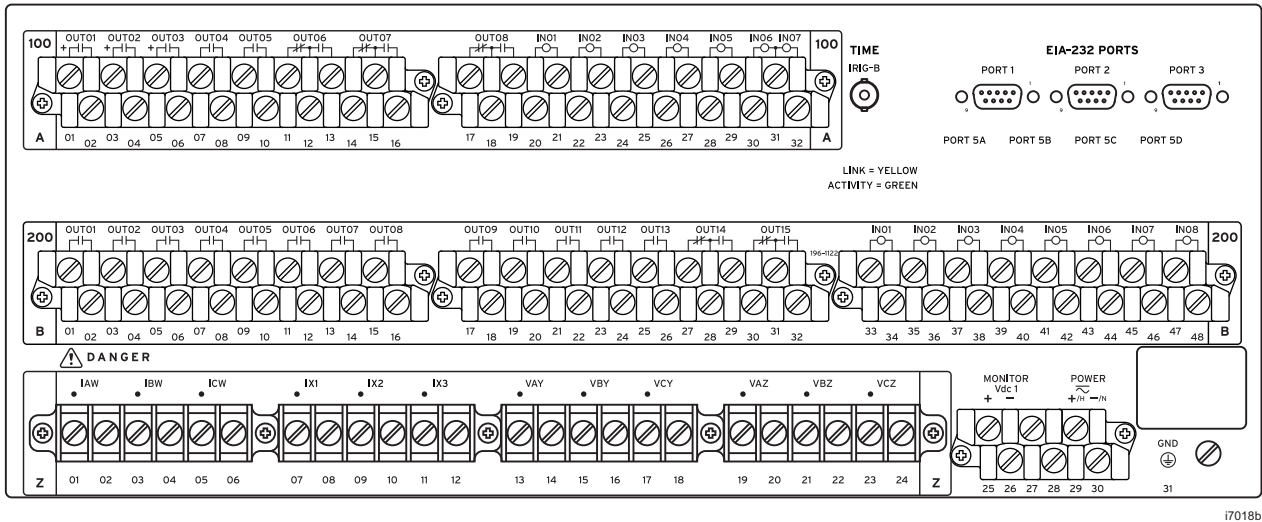 100 OUT01 OUT02 OUT03 OUT04 OUT05 OUT06 OUT07 OUT08 IN01 IN02 IN03 IN04 IN05 IN06 IN07 100
+ + +
A 01 02 03 04 05 06 07 08 09 10 11 12 13 14 15 16 17 18 19 20 21 22 23 24 25 26 27 28 29 30 31 32 A
TIME
IRIG-B
EIA-232 PORTS
PORT 1 PORT 2 PORT 3
1 1 1
9 9 9
PORT 5A PORT 5B PORT 5C PORT 5D
LINK = YELLOW
ACTIVITY = GREEN
200 OUT01 OUT02 OUT03 OUT04 OUT05 OUT06 OUT07 OUT08 OUT09 OUT10 OUT11 OUT12 OUT13 OUT14 OUT15 IN01 IN02 IN03 IN04 IN05 IN06 IN07 IN08 200
196-1122
B 01 02 03 04 05 06 07 08 09 10 11 12 13 14 15 16 17 18 19 20 21 22 23 24 25 26 27 28 29 30 31 32 33 34 35 36 37 38 39 40 41 42 43 44 45 46 47 48 B
DANGER
IAW IBW ICW IX1 IX2 IX3 VAY VBY VCY VAZ VBZ VCZ
Z 01 02 03 04 05 06 07 08 09 10 11 12 13 14 15 16 17 18 19 20 21 22 23 24 Z
MONITOR
Vdc 1
+ −
POWER
+/H −/N
25 26 27 28 29 30
GND
31
i7018b